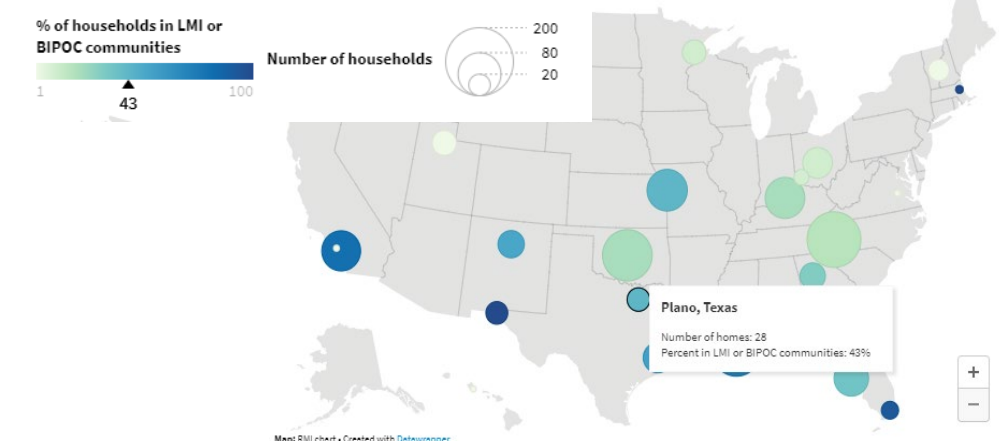 % of households in LMI or
BIPOC communities
1
100
43
Number of households
200
80
20
Plano, Texas
Number of homes: 28
Percent in LMI or BIPOC communities: 43%
+
−
Map: RMI chart • Created with Datawrapper